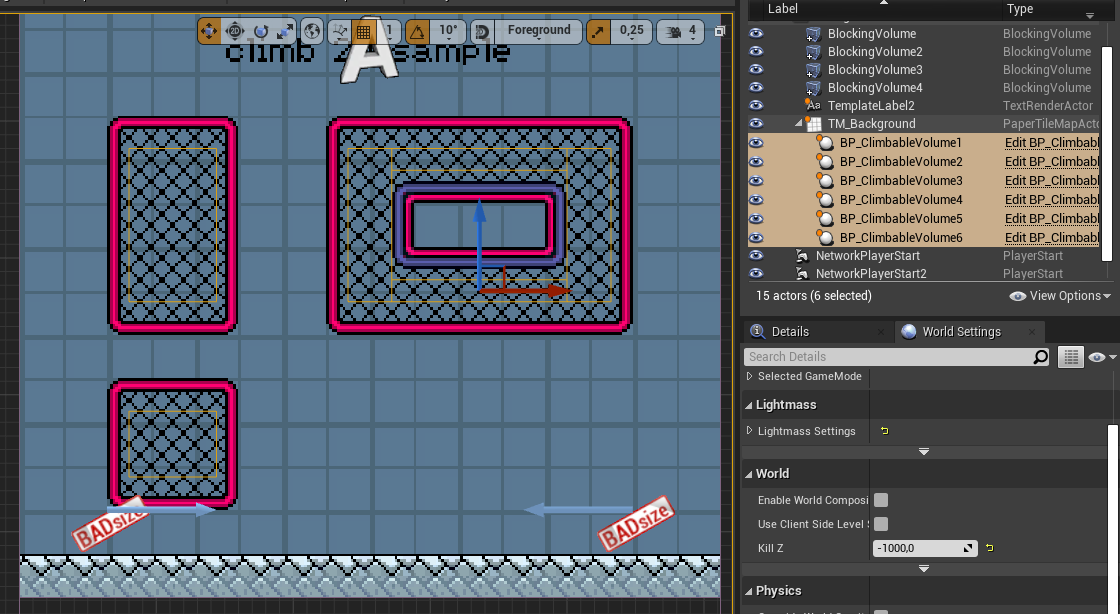 Label Type
BlockingVolume BlockingVolume
BlockingVolume2 BlockingVolume
BlockingVolume3 BlockingVolume
BlockingVolume4 BlockingVolume
TemplateLabel2 TextRenderActor
TM_Background PaperTileMapActo
BP_ClimbableVolume1 Edit BP_Climbabl
BP_ClimbableVolume2 Edit BP_Climbabl
BP_ClimbableVolume3 Edit BP_Climbabl
BP_ClimbableVolume4 Edit BP_Climbabl
BP_ClimbableVolume5 Edit BP_Climbabl
BP_ClimbableVolume6 Edit BP_Climbabl
NetworkPlayerStart PlayerStart
NetworkPlayerStart2 PlayerStart
15 actors (6 selected) View Options
2D 1 10° Foreground 0,25 4
climb
A
BADsize
BADsize
Details World Settings
Search Details
Selected GameMode
Lightmass
Lightmass Settings
World
Enable World Composi
Use Client Side Level
Kill Z -1000,0
Physics